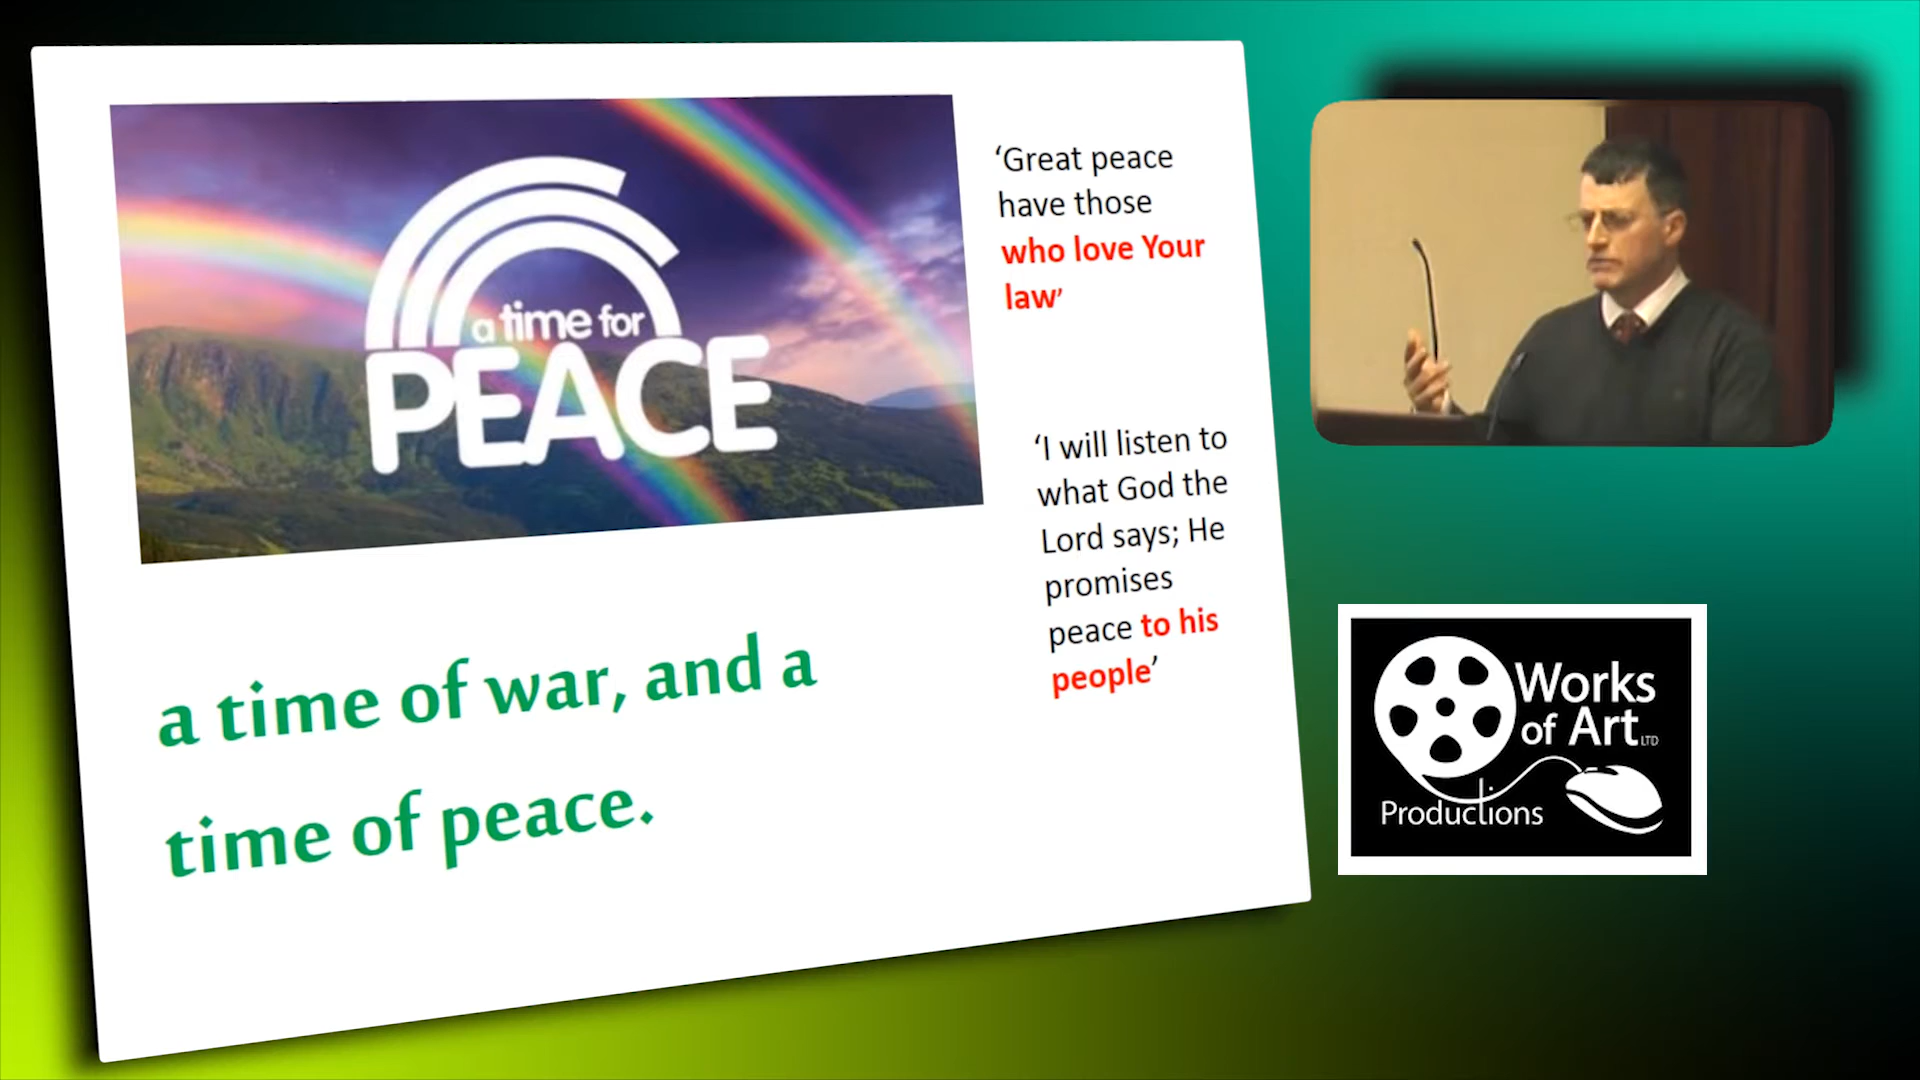 a time for
PEACE
‘Great peace
have those
who love Your
law’
‘I will listen to
what God the
Lord says; He
promises
peace to his
people’
a time of war, and a
time of peace.
Works
of Art LTD
Productions